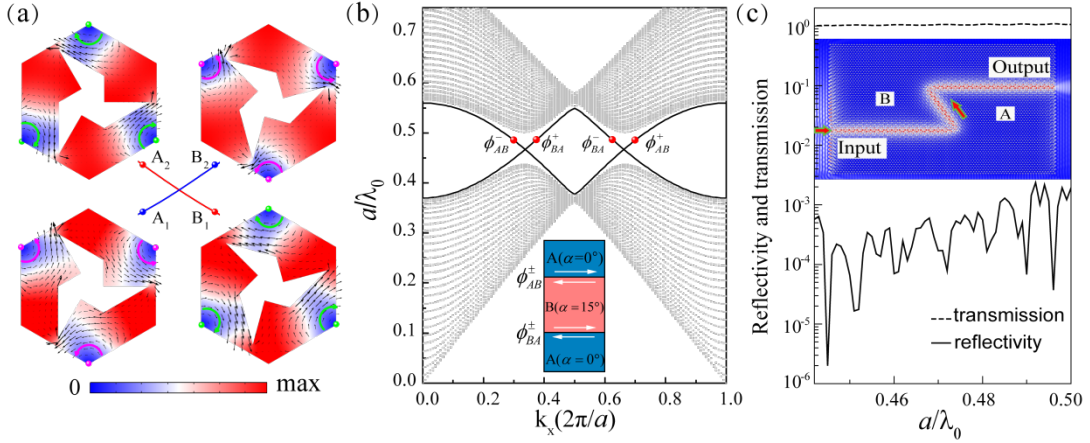 (a)
A₂
B₂
A₁
B₁
0
max
(b)
0.7
0.6
0.5
0.4
0.3
0.2
0.1
0.0
a/λ₀
ϕ⁻AB
ϕ⁺BA
ϕ⁻BA
ϕ⁺AB
A(α=0°)
ϕ±AB
B(α=15°)
ϕ±BA
A(α=0°)
0.0
0.2
0.4
0.6
0.8
1.0
kₓ(2π/a)
(c)
Reflectivity and transmission
10⁰
10⁻¹
10⁻²
10⁻³
10⁻⁴
10⁻⁵
10⁻⁶
Output
B
A
Input
transmission
reflectivity
0.46
0.48
0.50
a/λ₀